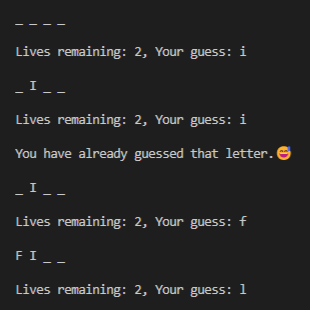 _ _ _ _
Lives remaining: 2, Your guess: i
_ I _ _
Lives remaining: 2, Your guess: i
You have already guessed that letter.😅
_ I _ _
Lives remaining: 2, Your guess: f
F I _ _
Lives remaining: 2, Your guess: l